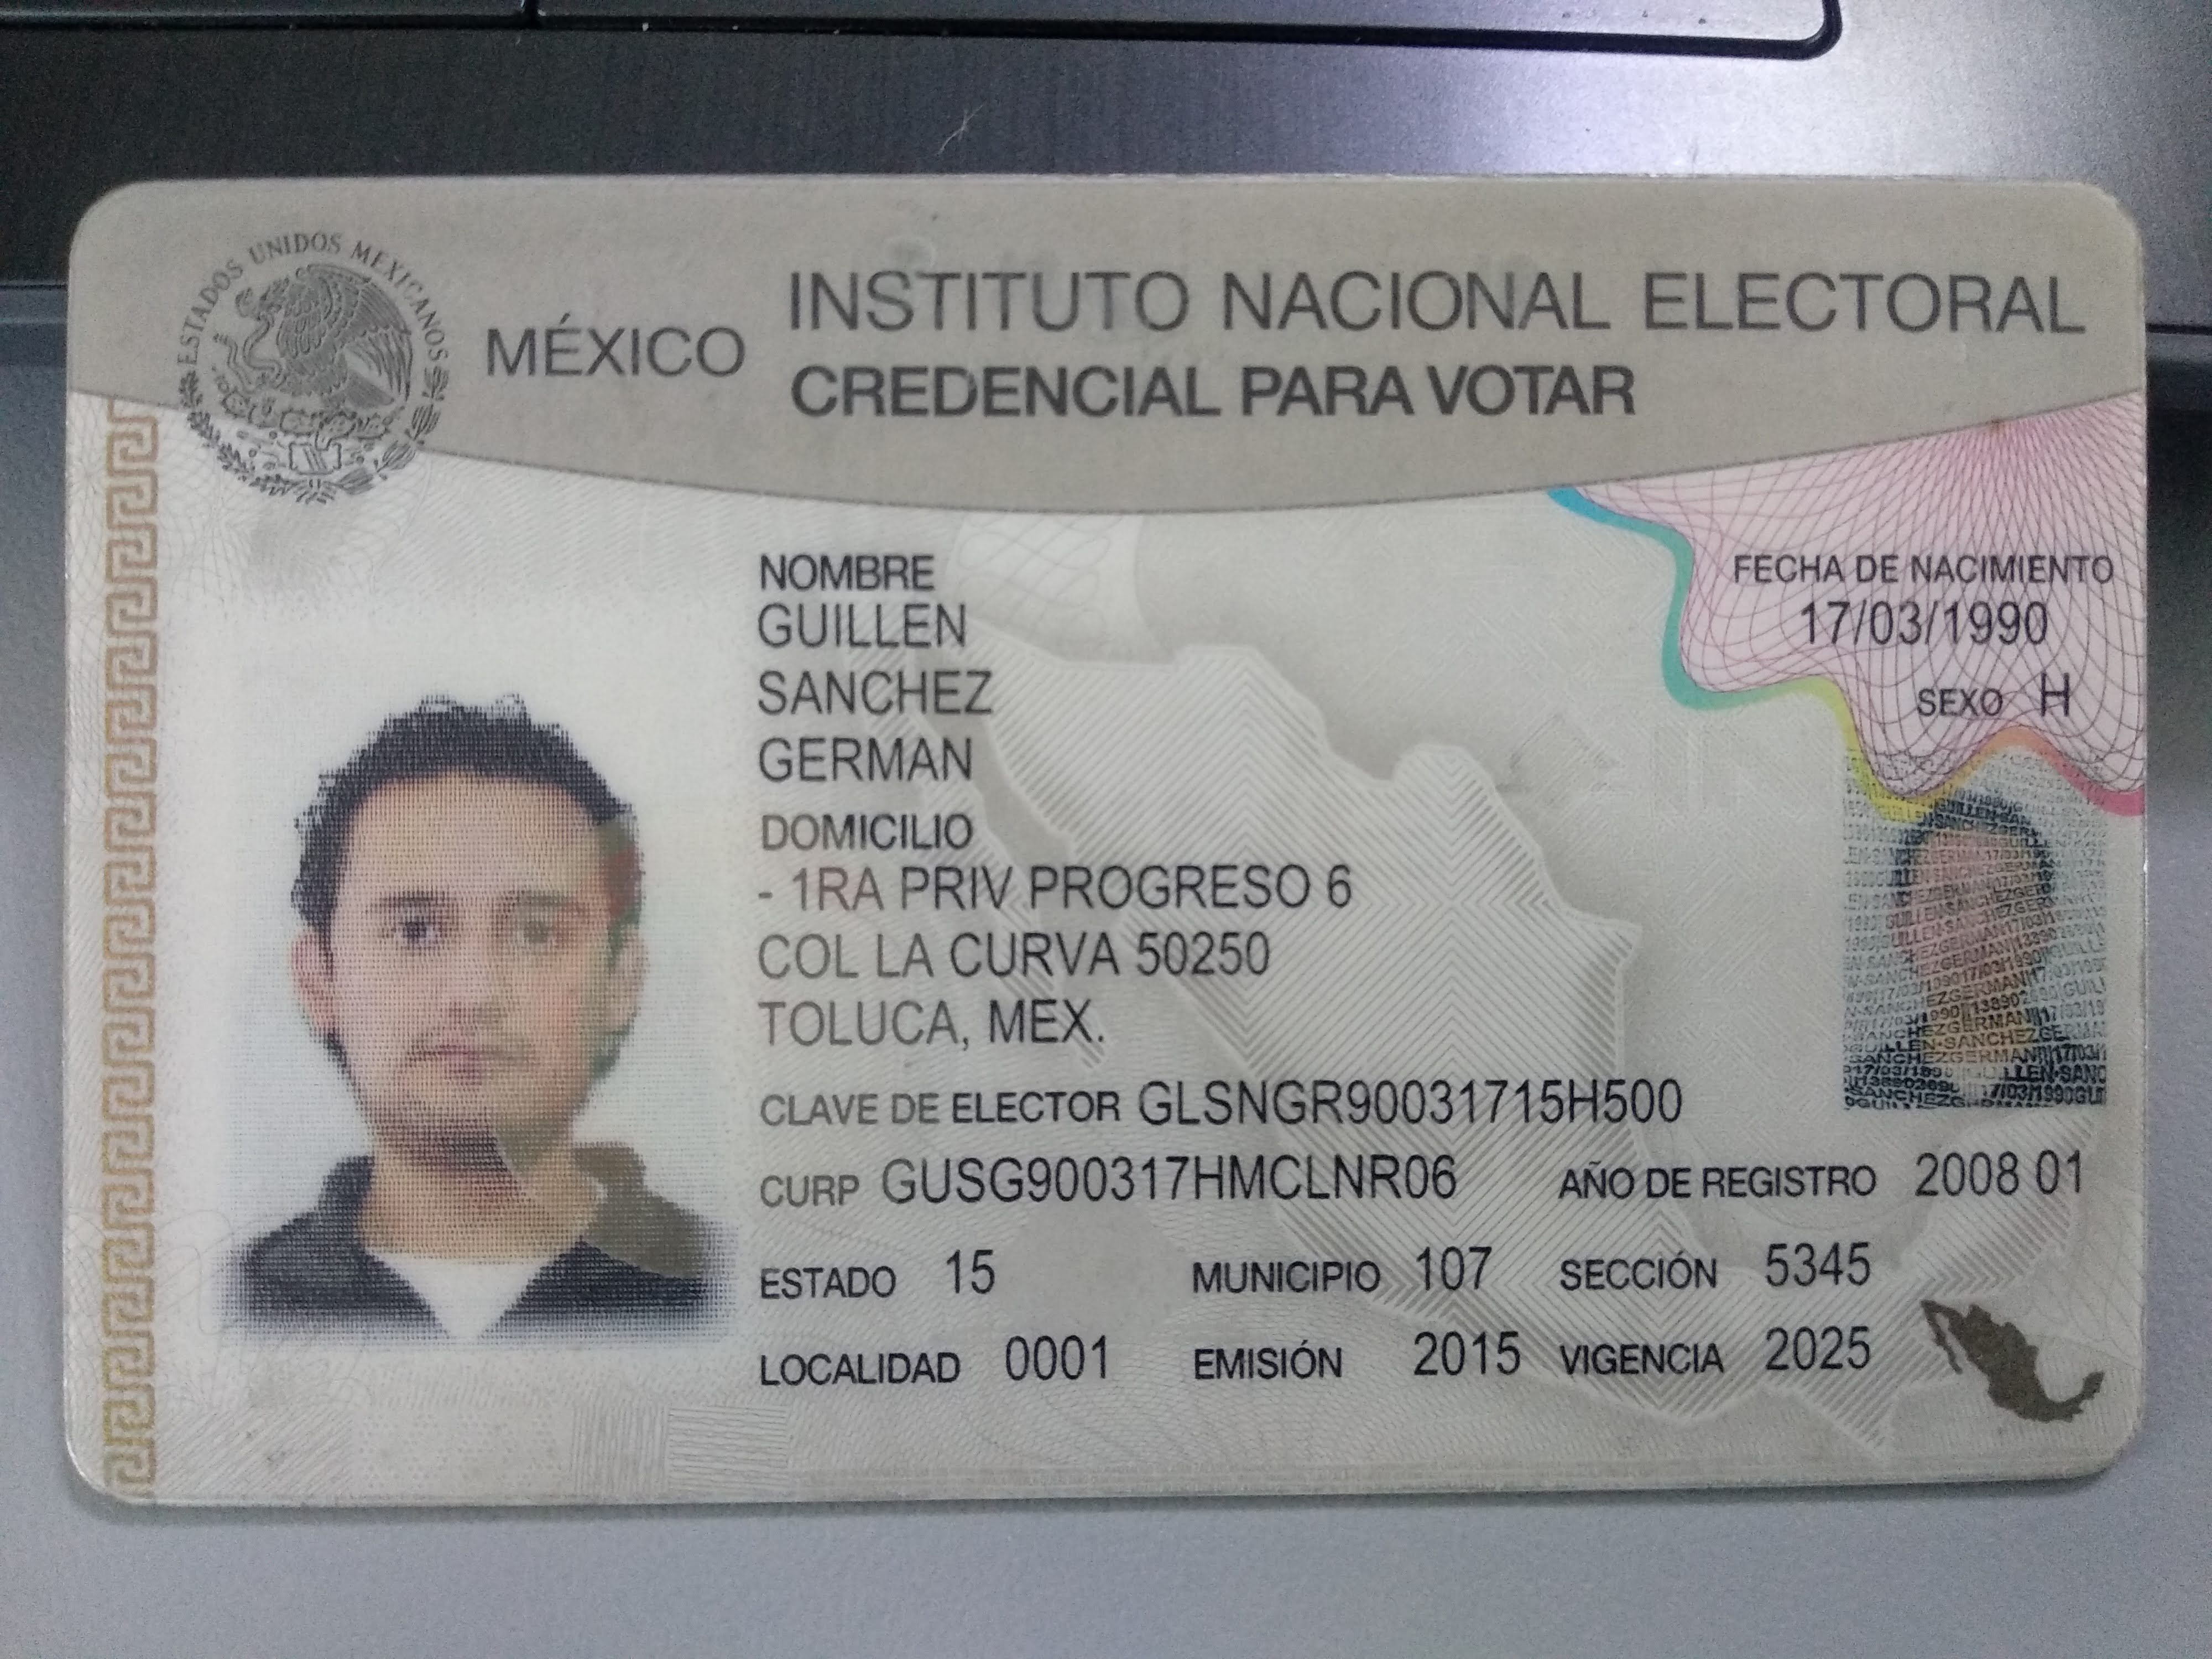 ESTADOS UNIDOS MEXICANOS
MÉXICO
INSTITUTO NACIONAL ELECTORAL
CREDENCIAL PARA VOTAR
NOMBRE
GUILLEN
SANCHEZ
GERMAN
FECHA DE NACIMIENTO
17/03/1990
SEXO H
DOMICILIO
- 1RA PRIV PROGRESO 6
COL LA CURVA 50250
TOLUCA, MEX.
CLAVE DE ELECTOR GLSNGR90031715H500
CURP GUSG900317HMCLNR06 AÑO DE REGISTRO 2008 01
ESTADO 15 MUNICIPIO 107 SECCIÓN 5345
LOCALIDAD 0001 EMISIÓN 2015 VIGENCIA 2025